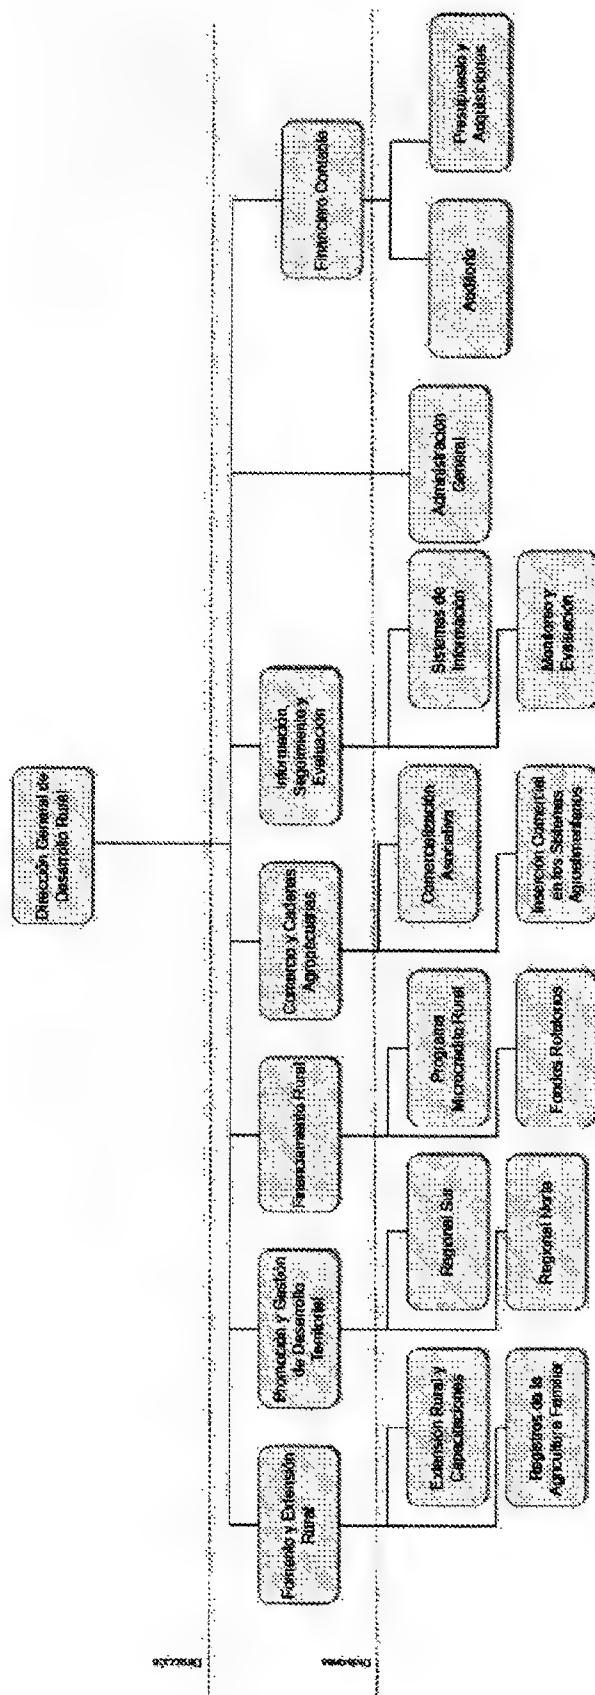 Dirección General de
Desarrollo Rural
Dirección
Fomento y Extensión
Rural
Promoción y Gestión
de Desarrollo
Territorial
Financiamiento Rural
Comercio y Cadenas
Agropecuarias
Información
Seguimiento y
Evaluación
Financiero Contable
Divisiones
Extensión Rural y
Capacitaciones
Registros de la
Agricultura Familiar
Regional Sur
Regional Norte
Programa
Microcrédito Rural
Fondos Rotatorios
Comercialización
Asociativa
Inserción Comercial
en los Sistemas
Agroalimentarios
Sistemas de
Información
Monitoreo y
Evaluación
Administración
General
Auditoría
Presupuesto y
Adquisiciones